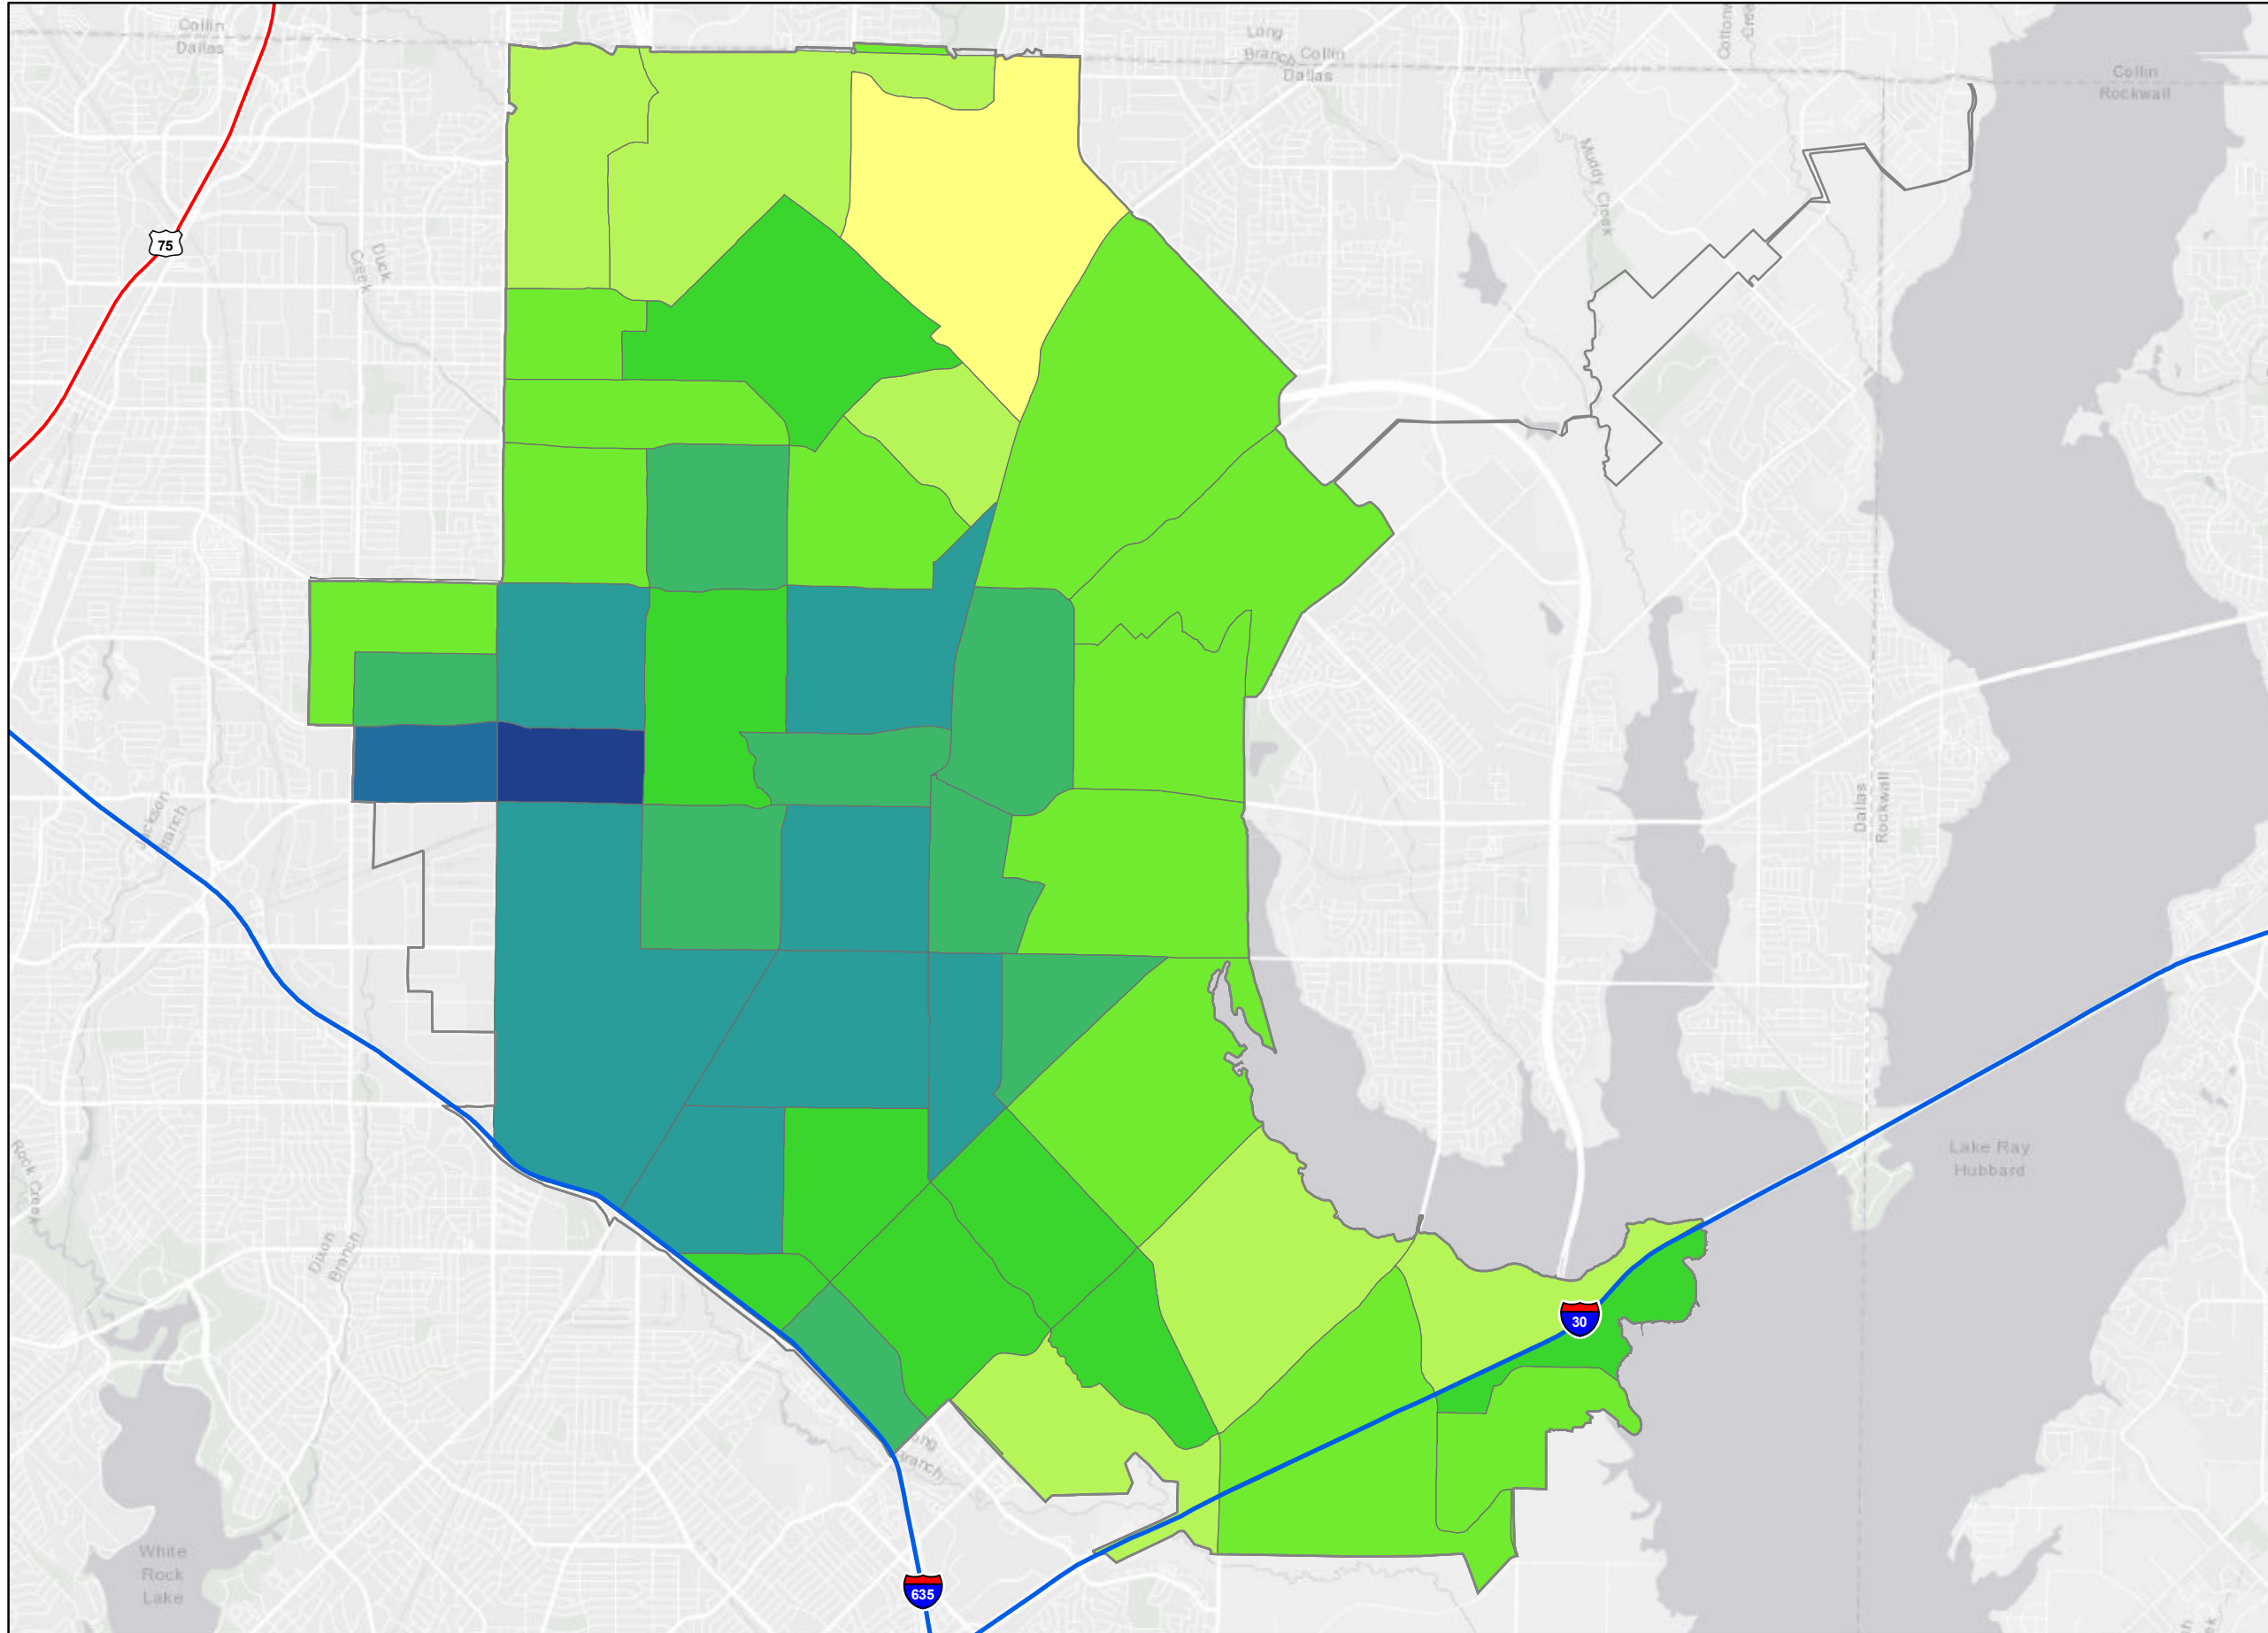 Collin
Dallas
Long
Branch
Collin
Dallas
Collin
Rockwall
Muddy Creek
75
Duck
Creek
Dallas
Rockwall
Jackson
Branch
Rock Creek
Dixon
Branch
Lake Ray
Hubbard
30
Long
Branch
White
Rock
Lake
635